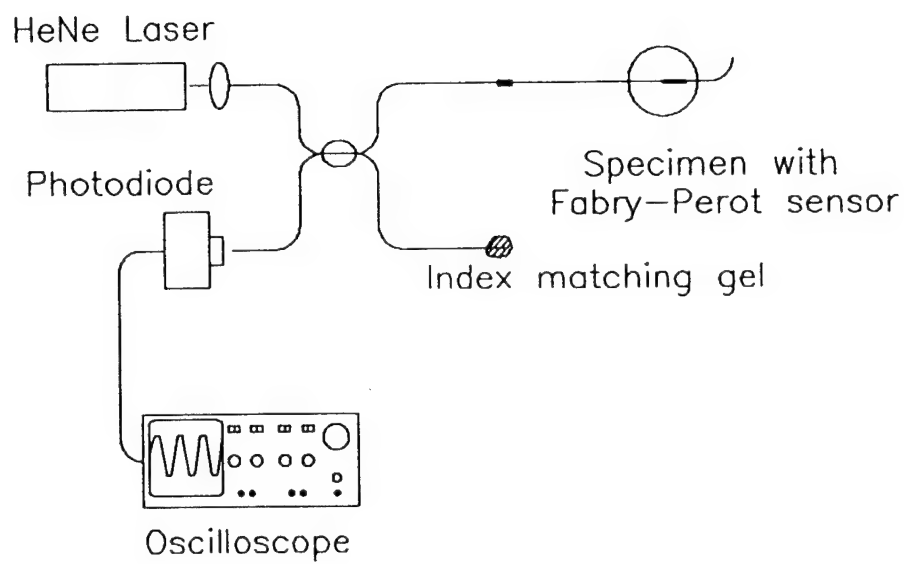 HeNe Laser
Photodiode
Specimen with
Fabry-Perot sensor
Index matching gel
Oscilloscope